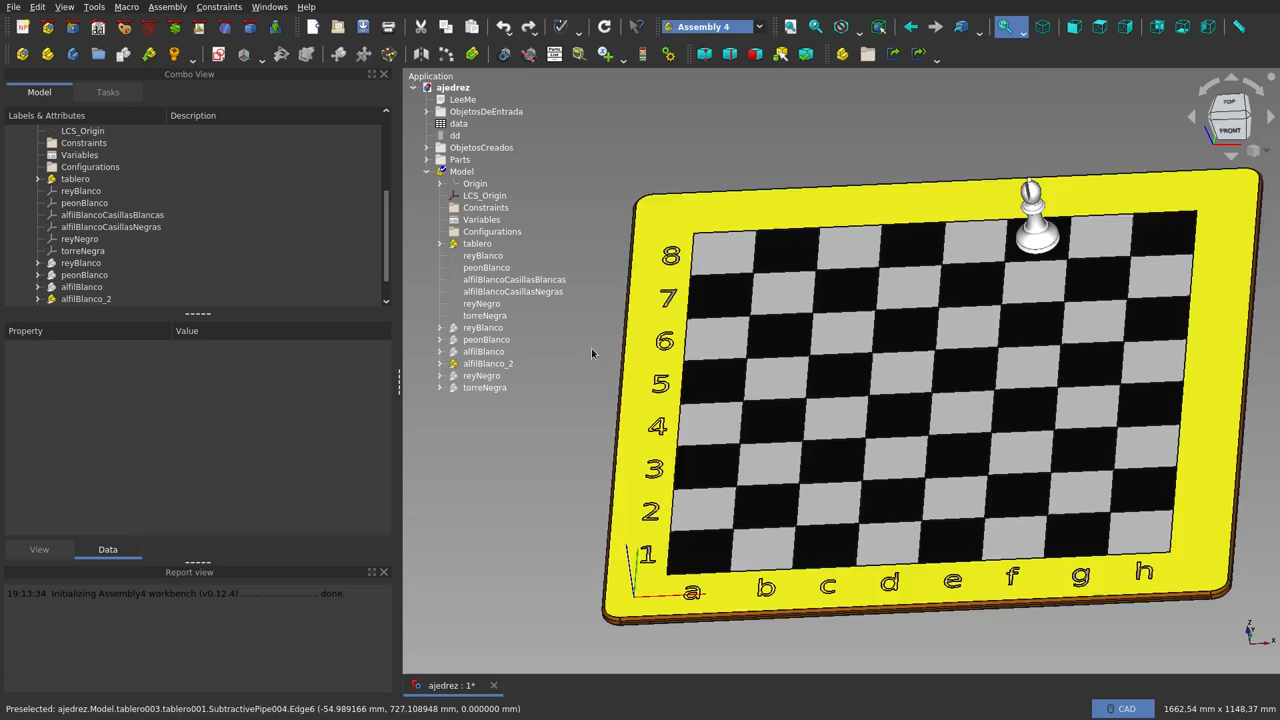 File Edit View Tools Macro Assembly Constraints Windows Help
Assembly 4
Combo View
Model Tasks
Labels & Attributes Description
LCS_Origin
Constraints
Variables
Configurations
tablero
reyBlanco
peonBlanco
alfilBlancoCasillasBlancas
alfilBlancoCasillasNegras
reyNegro
torreNegra
reyBlanco
peonBlanco
alfilBlanco
alfilBlanco_2
Property Value
View Data
Report view
19:13:34 Initializing Assembly4 workbench (v0.12.4) ............................ done.
Application
ajedrez
LeeMe
ObjetosDeEntrada
data
dd
ObjetosCreados
Parts
Model
Origin
LCS_Origin
Constraints
Variables
Configurations
tablero
reyBlanco
peonBlanco
alfilBlancoCasillasBlancas
alfilBlancoCasillasNegras
reyNegro
torreNegra
reyBlanco
peonBlanco
alfilBlanco
alfilBlanco_2
reyNegro
torreNegra
TOP
FRONT
8
7
6
5
4
3
2
1
a b c d e f g h
Z
Y
X
ajedrez : 1*
Preselected: ajedrez.Model.tablero003.tablero001.SubtractivePipe004.Edge6 (-54.989166 mm, 727.108948 mm, 0.000000 mm)
CAD
1662,54 mm x 1148,37 mm